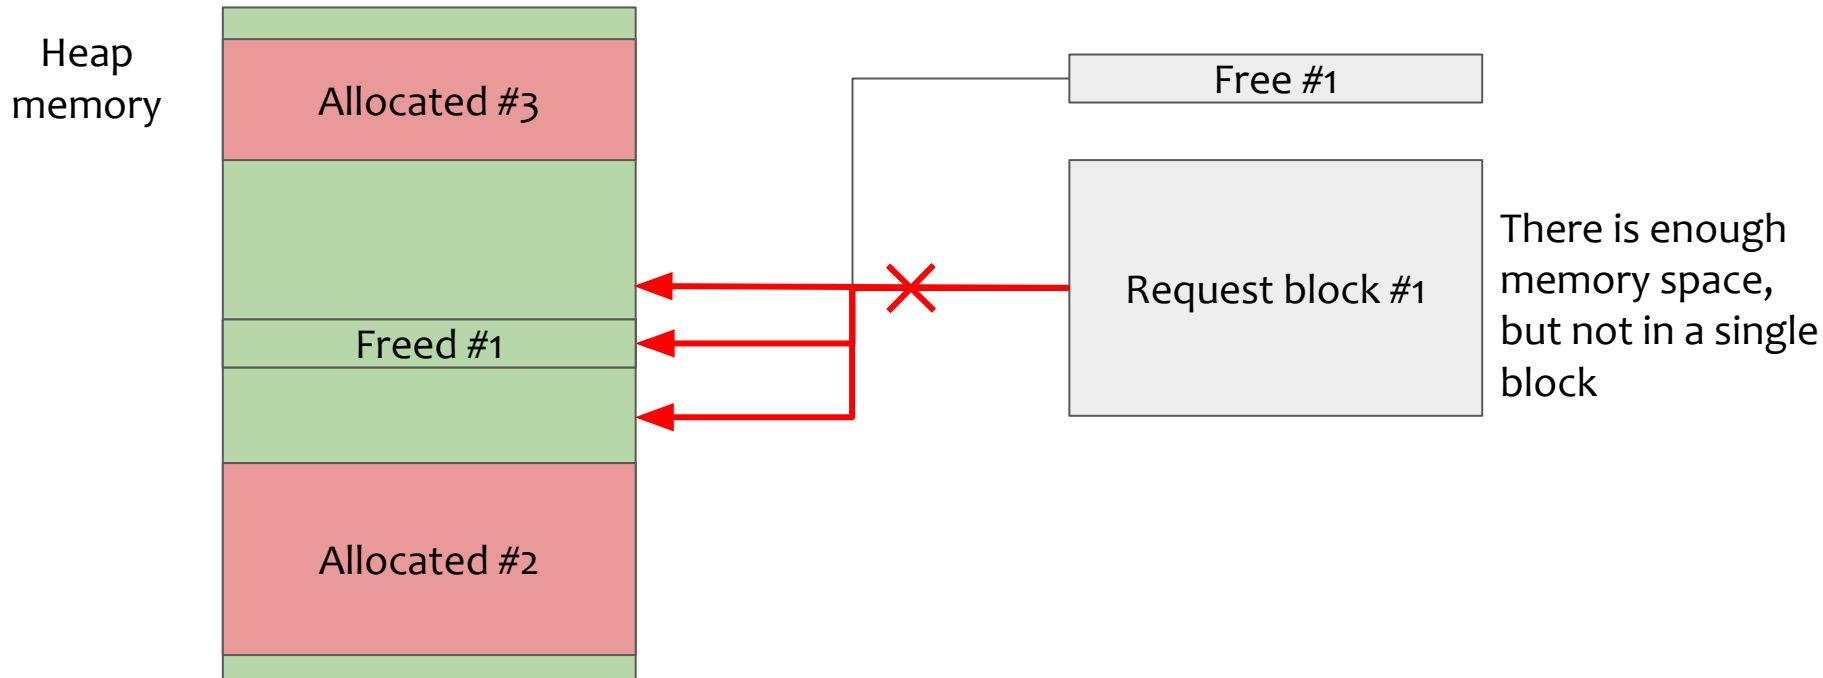 Heap
memory
Allocated #3
Freed #1
Allocated #2
Free #1
Request block #1
There is enough
memory space,
but not in a single
block